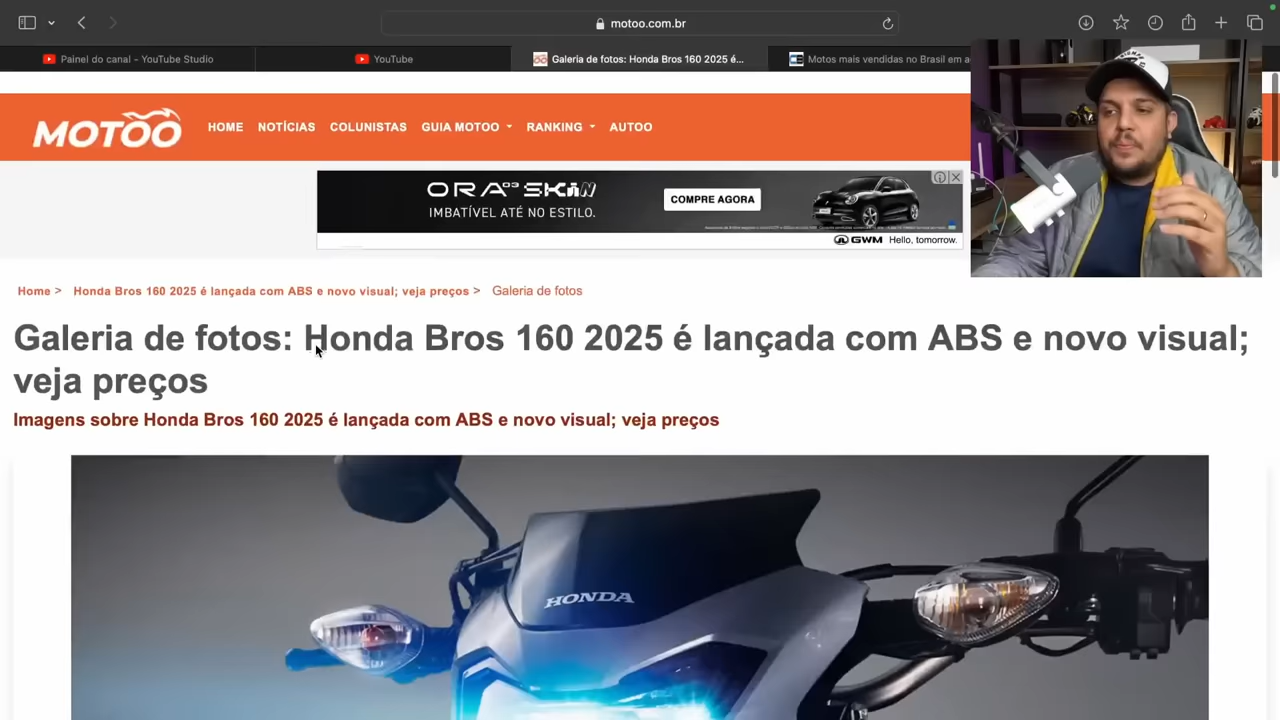 motoo.com.br
Painel do canal - YouTube Studio
YouTube
Galeria de fotos: Honda Bros 160 2025 é...
Motos mais vendidas no Brasil em a
MOTOO
HOME NOTÍCIAS COLUNISTAS GUIA MOTOO RANKING AUTOO
ORA 03 SKIN
IMBATÍVEL ATÉ NO ESTILO.
COMPRE AGORA
GWM Hello, tomorrow.
Home > Honda Bros 160 2025 é lançada com ABS e novo visual; veja preços > Galeria de fotos
Galeria de fotos: Honda Bros 160 2025 é lançada com ABS e novo visual;
veja preços
Imagens sobre Honda Bros 160 2025 é lançada com ABS e novo visual; veja preços
HONDA